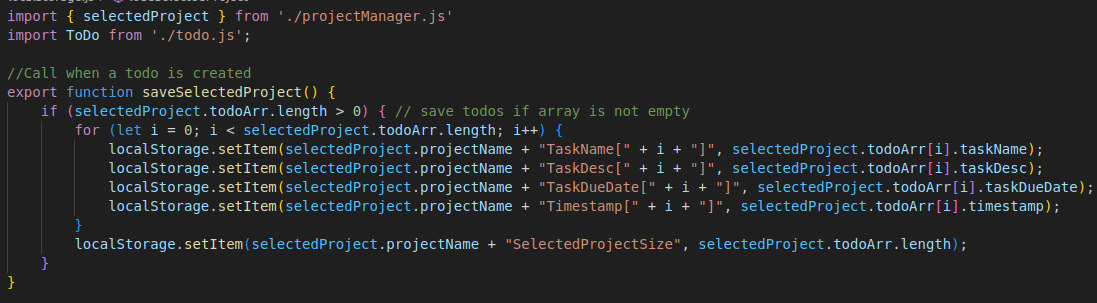 import { selectedProject } from './projectManager.js'
import ToDo from './todo.js';

//Call when a todo is created
export function saveSelectedProject() {
    if (selectedProject.todoArr.length > 0) { // save todos if array is not empty
        for (let i = 0; i < selectedProject.todoArr.length; i++) {
            localStorage.setItem(selectedProject.projectName + "TaskName[" + i + "]", selectedProject.todoArr[i].taskName);
            localStorage.setItem(selectedProject.projectName + "TaskDesc[" + i + "]", selectedProject.todoArr[i].taskDesc);
            localStorage.setItem(selectedProject.projectName + "TaskDueDate[" + i + "]", selectedProject.todoArr[i].taskDueDate);
            localStorage.setItem(selectedProject.projectName + "Timestamp[" + i + "]", selectedProject.todoArr[i].timestamp);
        }
        localStorage.setItem(selectedProject.projectName + "SelectedProjectSize", selectedProject.todoArr.length);
    }
}